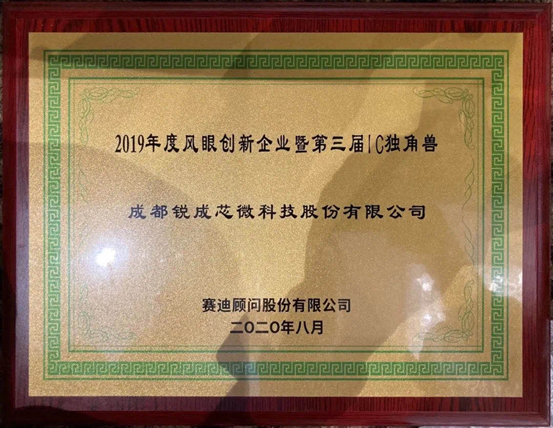 2019年度风眼创新企业暨第三届IC独角兽
成都锐成芯微科技股份有限公司
赛迪顾问股份有限公司
二〇二〇年八月